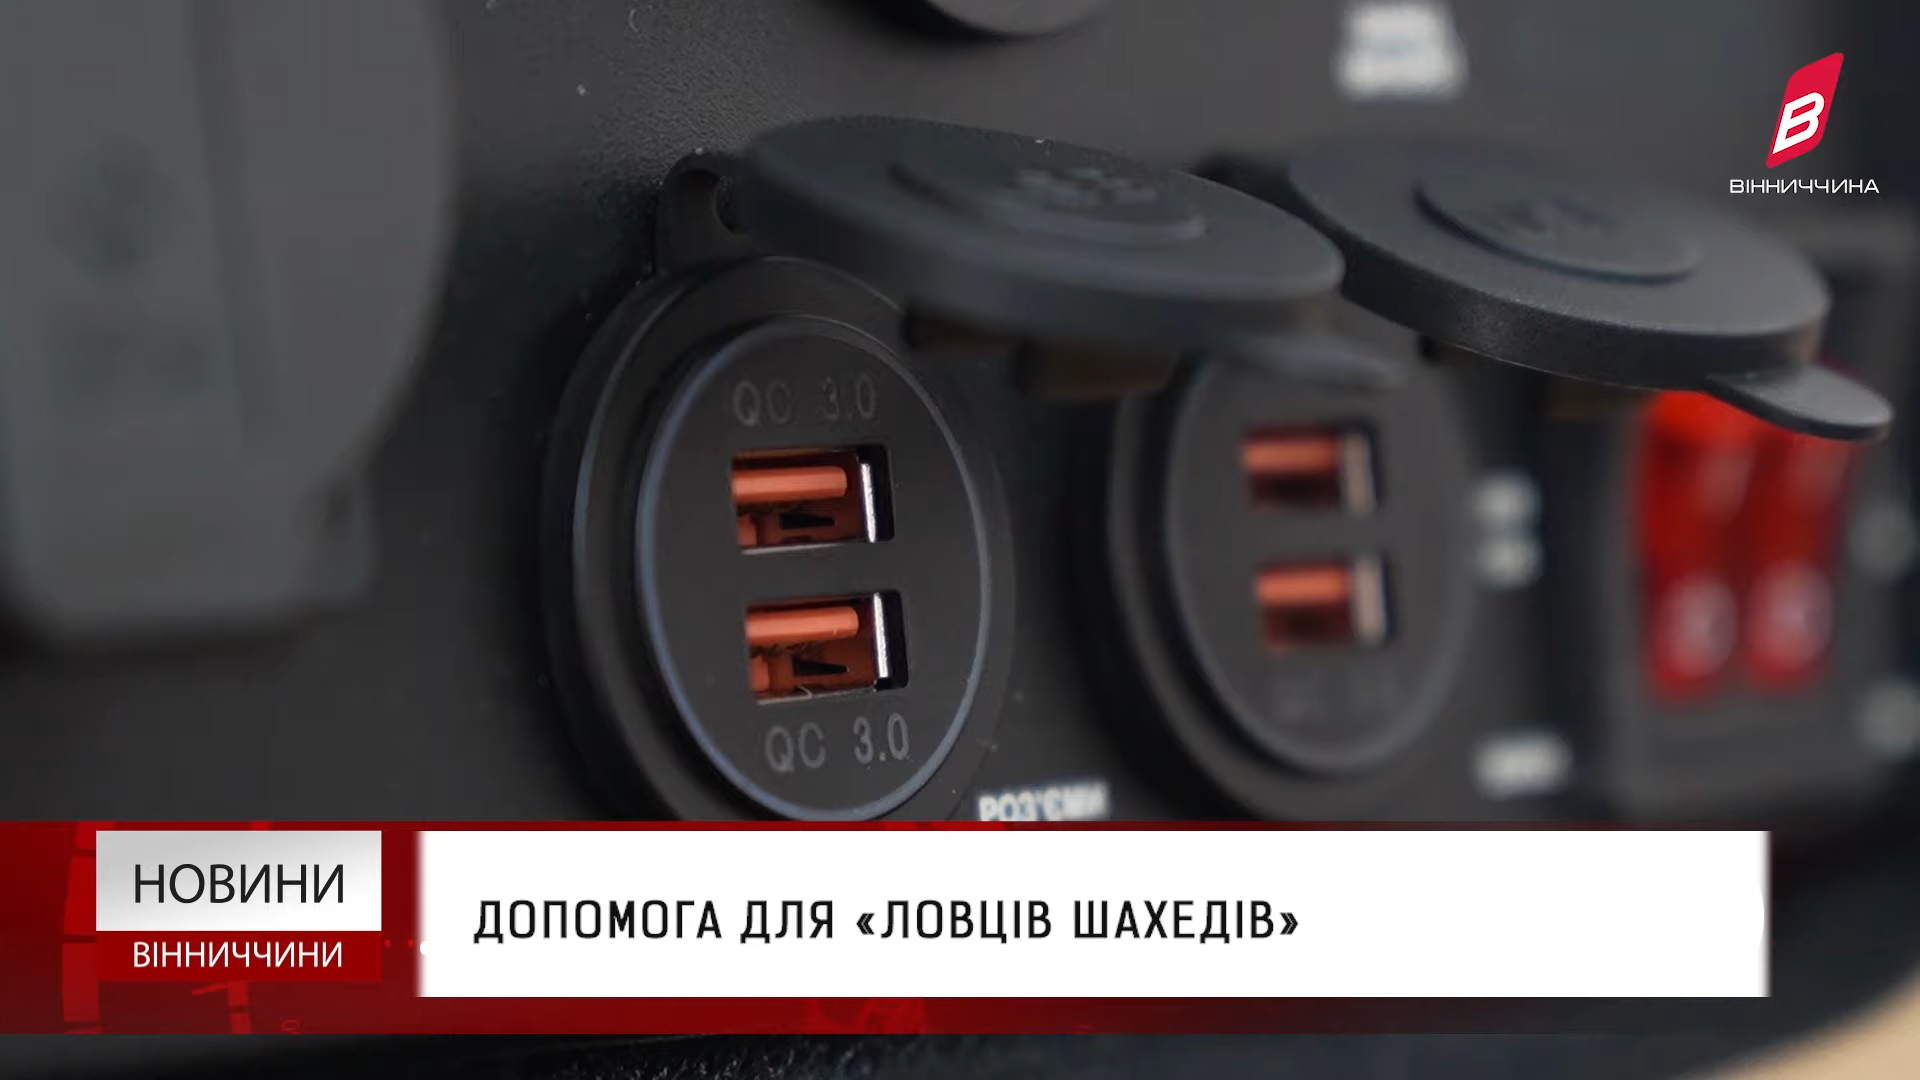 B
ВІННИЧЧИНА
QC 3.0
QC 3.0
РОЗ'ЄМИ
НОВИНИ
ВІННИЧЧИНИ
ДОПОМОГА ДЛЯ «ЛОВЦІВ ШАХЕДІВ»